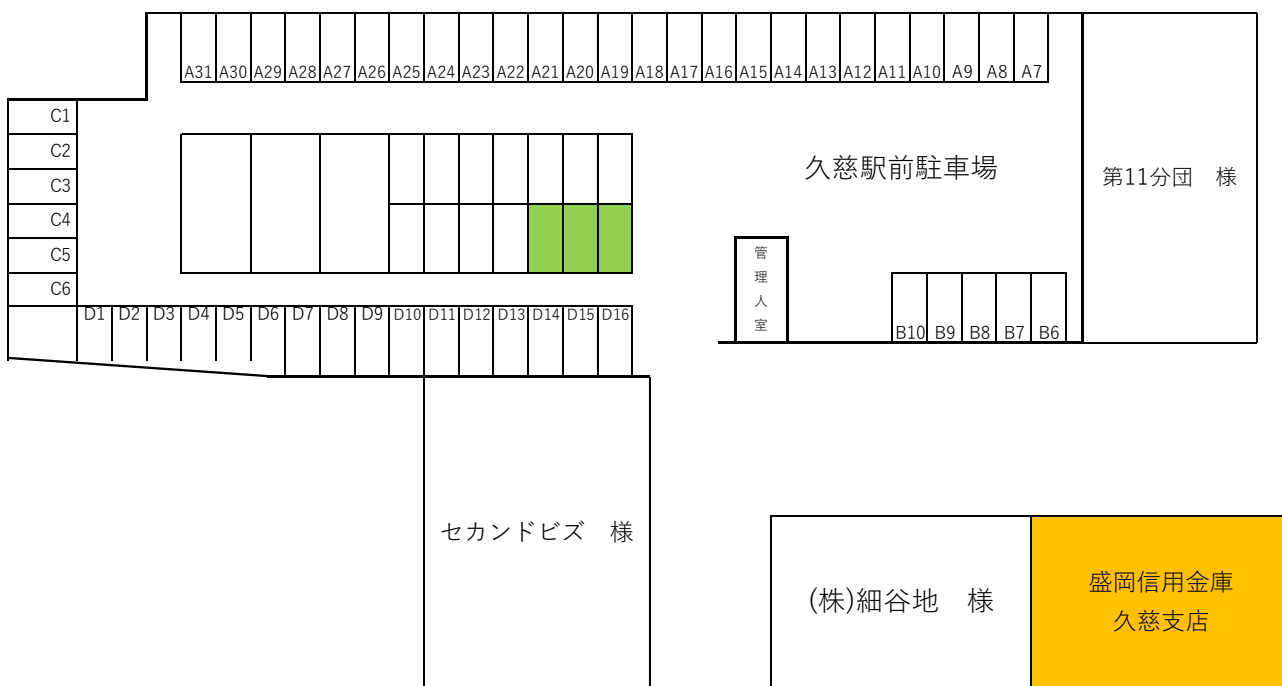 A31 A30 A29 A28 A27 A26 A25 A24 A23 A22 A21 A20 A19 A18 A17 A16 A15 A14 A13 A12 A11 A10 A9 A8 A7
C1
C2
C3
C4
C5
C6
久慈駅前駐車場
第11分団 様
管
理
人
室
B10 B9 B8 B7 B6
D1 D2 D3 D4 D5 D6 D7 D8 D9 D10 D11 D12 D13 D14 D15 D16
セカンドビズ 様
(株)細谷地 様
盛岡信用金庫
久慈支店